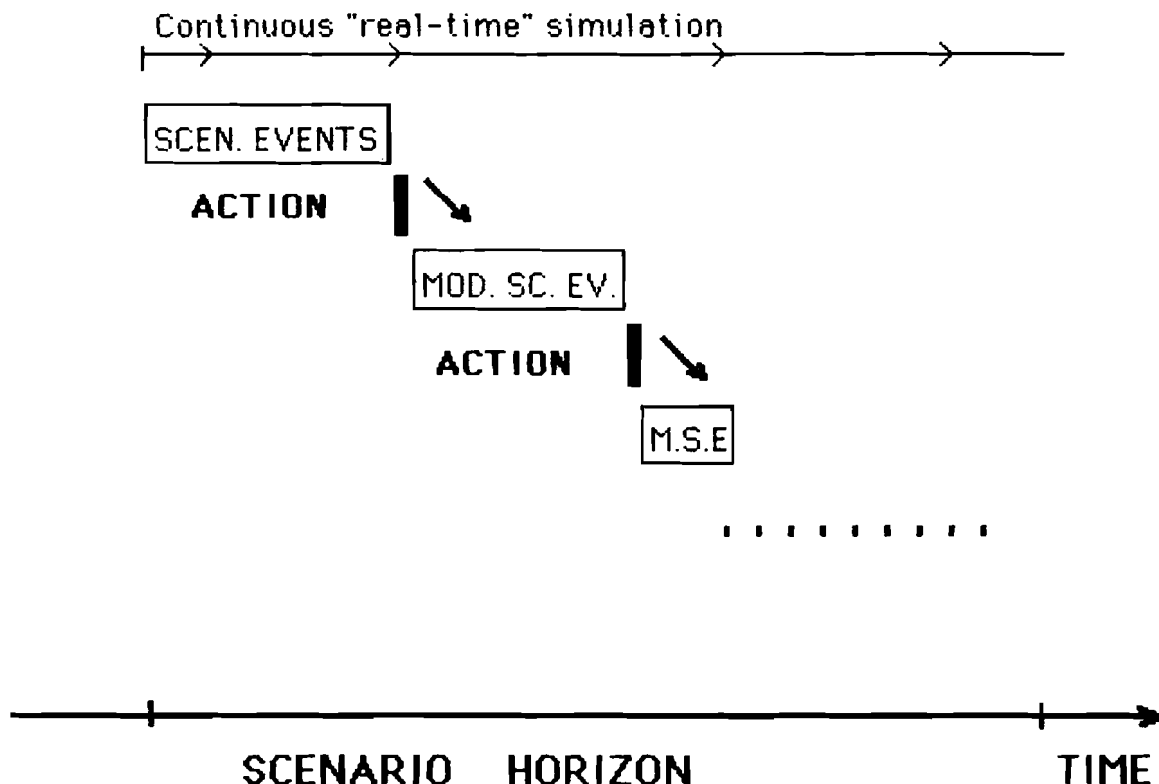 Continuous "real-time" simulation
SCEN. EVENTS
ACTION
MOD. SC. EV.
ACTION
M.S.E
SCENARIO HORIZON TIME